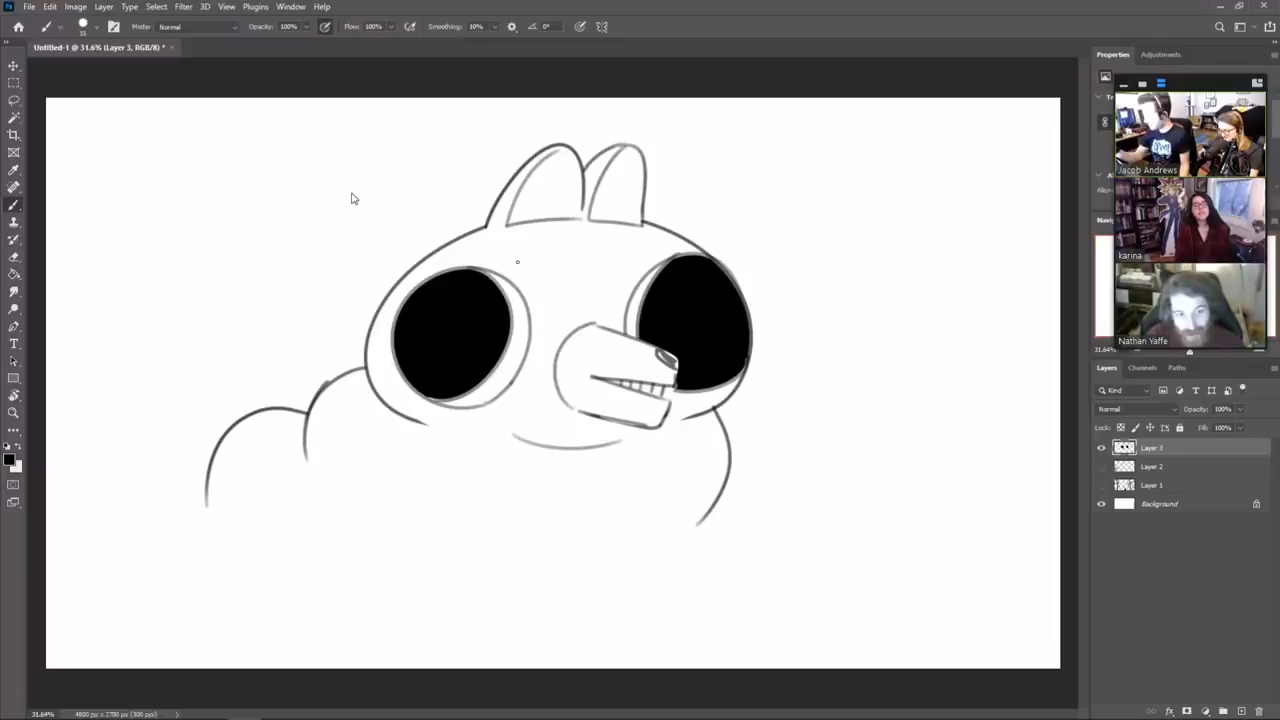 File Edit Image Layer Type Select Filter 3D View Plugins Window Help
Mode: Normal Opacity: 100% Flow: 100% Smoothing: 10% 0°
Untitled-1 @ 31.6% (Layer 3, RGB/8) *
Properties Adjustments
Jacob Andrews
karina
Nathan Yaffe
31.64%
Layers Channels Paths
Kind
Normal Opacity: 100%
Lock: Fill: 100%
Layer 3
Layer 2
Layer 1
Background
31.64% 4800 px x 2700 px (300 ppi)